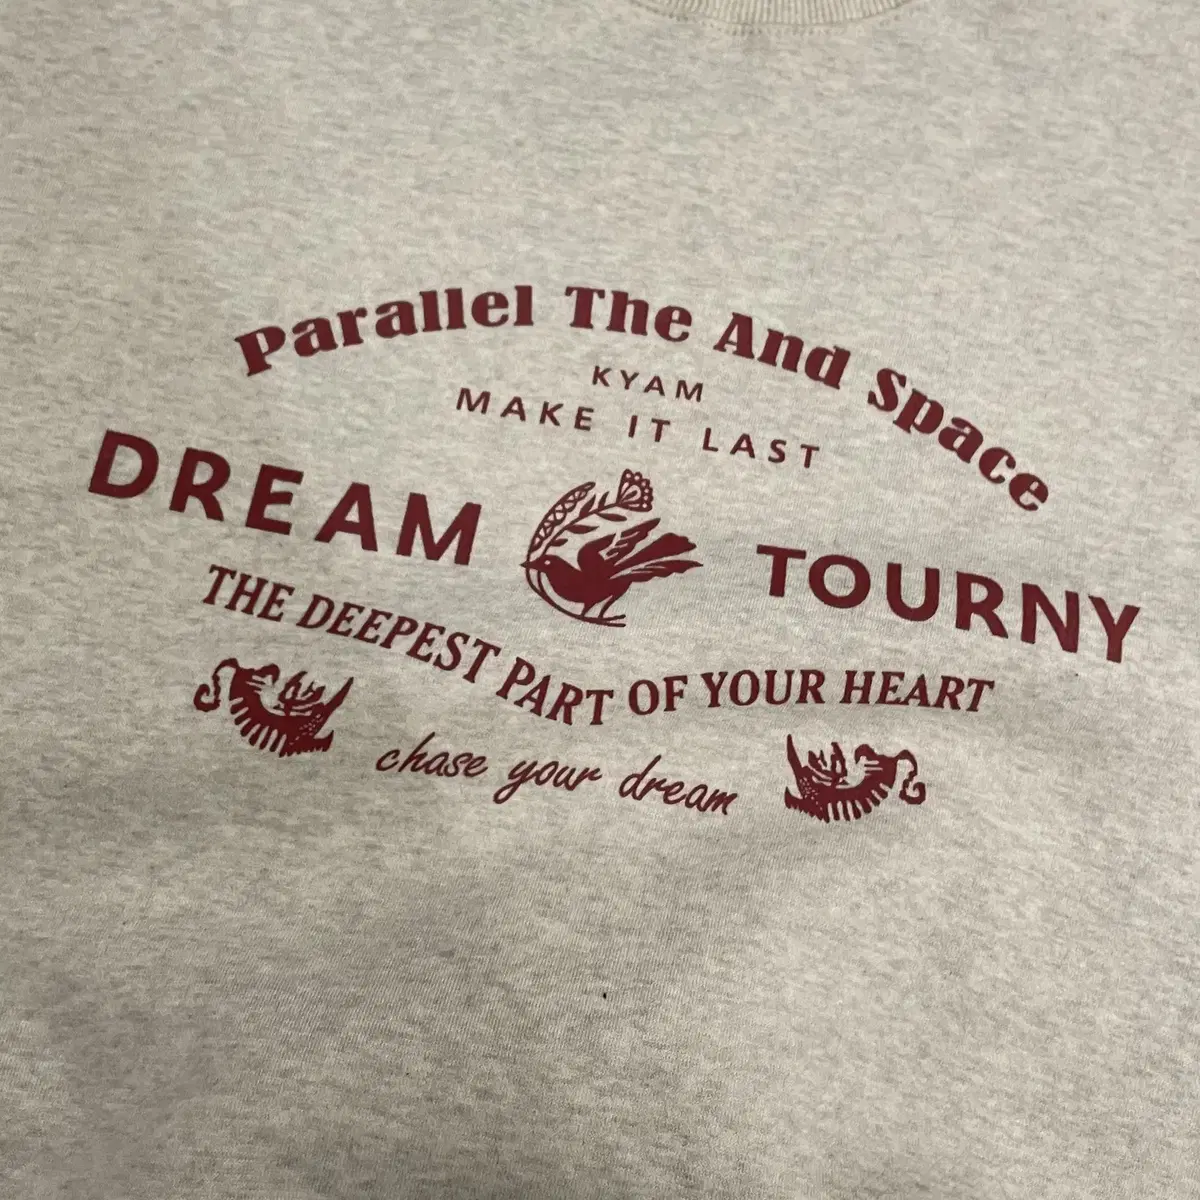 Parallel The And Space
KYAM
MAKE IT LAST
DREAM TOURNY
THE DEEPEST PART OF YOUR HEART
chase your dream